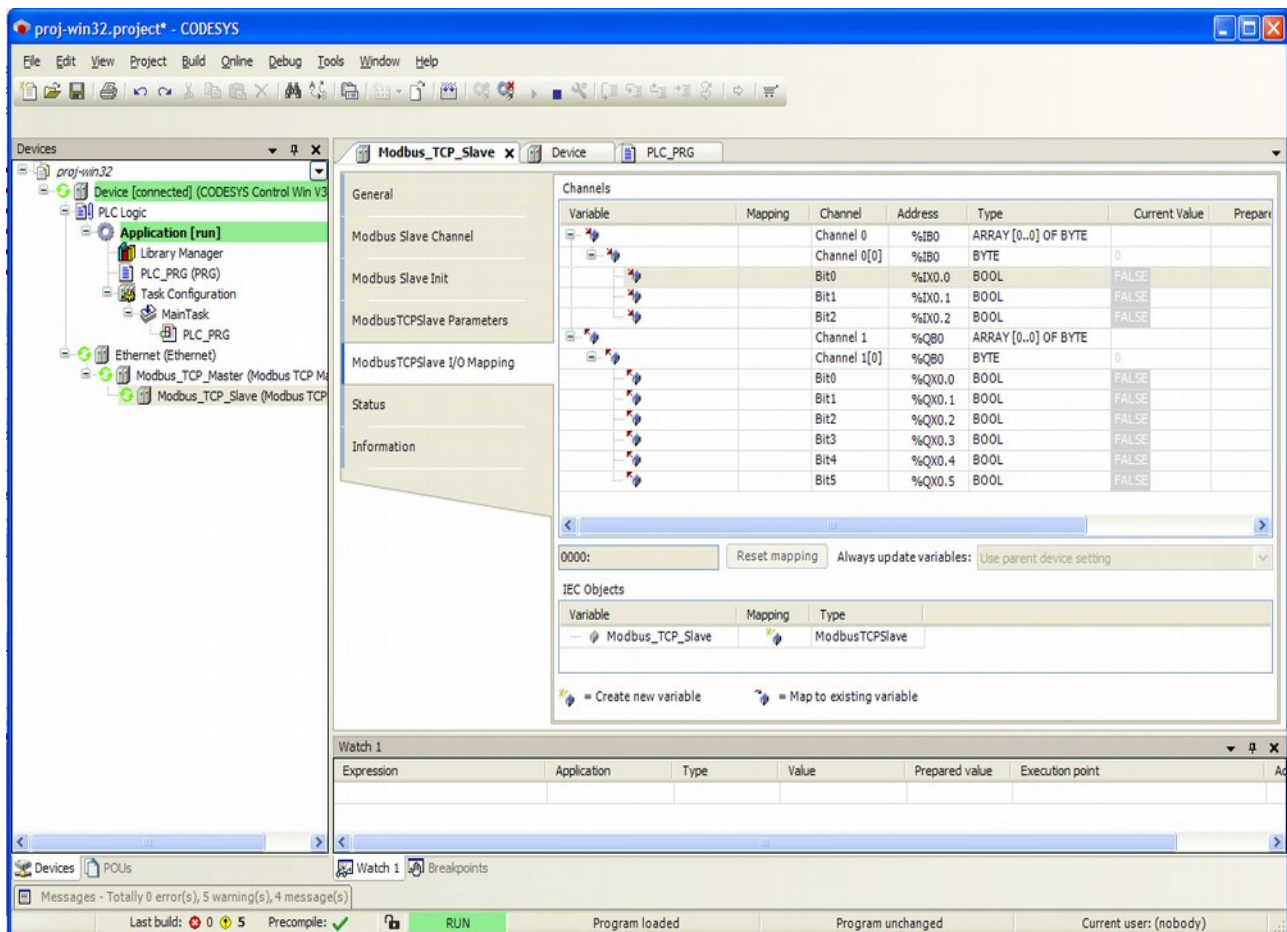 proj-win32.project* - CODESYS
File Edit View Project Build Online Debug Tools Window Help
Devices
proj-win32
Device [connected] (CODESYS Control Win V3
PLC Logic
Application [run]
Library Manager
PLC_PRG (PRG)
Task Configuration
MainTask
PLC_PRG
Ethernet (Ethernet)
Modbus_TCP_Master (Modbus TCP Ma
Modbus_TCP_Slave (Modbus TCP
Devices POUs
Modbus_TCP_Slave Device PLC_PRG
General
Modbus Slave Channel
Modbus Slave Init
ModbusTCPSlave Parameters
ModbusTCPSlave I/O Mapping
Status
Information
Channels
Variable Mapping Channel Address Type Current Value Prepare
Channel 0 %IB0 ARRAY [0..0] OF BYTE
Channel 0[0] %IB0 BYTE 0
Bit0 %IX0.0 BOOL FALSE
Bit1 %IX0.1 BOOL FALSE
Bit2 %IX0.2 BOOL FALSE
Channel 1 %QB0 ARRAY [0..0] OF BYTE
Channel 1[0] %QB0 BYTE 0
Bit0 %QX0.0 BOOL FALSE
Bit1 %QX0.1 BOOL FALSE
Bit2 %QX0.2 BOOL FALSE
Bit3 %QX0.3 BOOL FALSE
Bit4 %QX0.4 BOOL FALSE
Bit5 %QX0.5 BOOL FALSE
0000: Reset mapping Always update variables: Use parent device setting
IEC Objects
Variable Mapping Type
Modbus_TCP_Slave ModbusTCPSlave
= Create new variable = Map to existing variable
Watch 1
Expression Application Type Value Prepared value Execution point Ad
Watch 1 Breakpoints
Messages - Totally 0 error(s), 5 warning(s), 4 message(s)
Last build: 0 5 Precompile: RUN Program loaded Program unchanged Current user: (nobody)